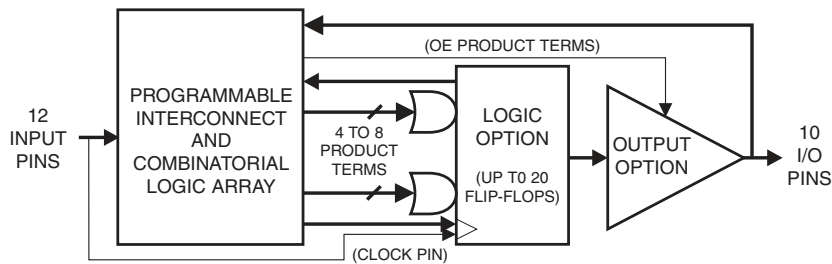 (OE PRODUCT TERMS)
12
INPUT
PINS
PROGRAMMABLE
INTERCONNECT
AND
COMBINATORIAL
LOGIC ARRAY
4 TO 8
PRODUCT
TERMS
LOGIC
OPTION
(UP T0 20
FLIP-FLOPS)
OUTPUT
OPTION
10
I/O
PINS
(CLOCK PIN)